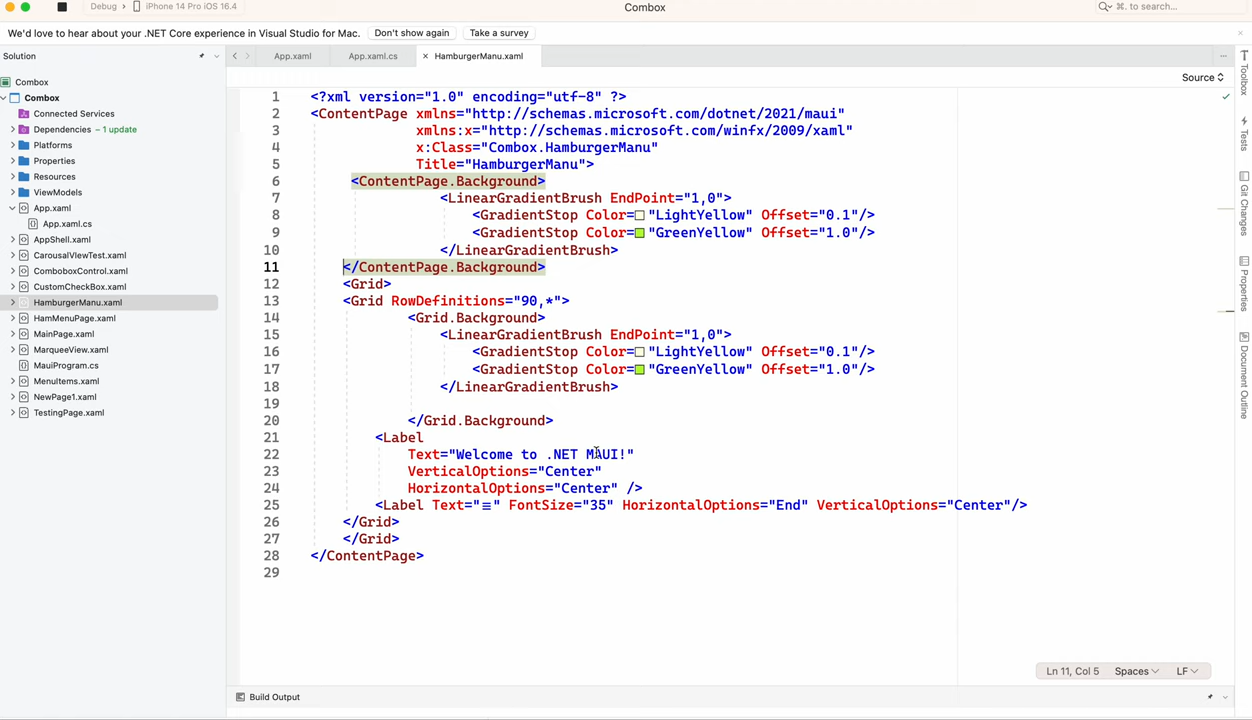 Debug › iPhone 14 Pro iOS 16.4
Combox
⌘. to search...
We'd love to hear about your .NET Core experience in Visual Studio for Mac.
Don't show again
Take a survey
Solution
App.xaml
App.xaml.cs
HamburgerManu.xaml
Source
Combox
Combox
Connected Services
Dependencies – 1 update
Platforms
Properties
Resources
ViewModels
App.xaml
App.xaml.cs
AppShell.xaml
CarousalVIewTest.xaml
ComboboxControl.xaml
CustomCheckBox.xaml
HamburgerManu.xaml
HamMenuPage.xaml
MainPage.xaml
MarqueeView.xaml
MauiProgram.cs
MenuItems.xaml
NewPage1.xaml
TestingPage.xaml
1 <?xml version="1.0" encoding="utf-8" ?>
2 <ContentPage xmlns="http://schemas.microsoft.com/dotnet/2021/maui"
3 xmlns:x="http://schemas.microsoft.com/winfx/2009/xaml"
4 x:Class="Combox.HamburgerManu"
5 Title="HamburgerManu">
6 <ContentPage.Background>
7 <LinearGradientBrush EndPoint="1,0">
8 <GradientStop Color="LightYellow" Offset="0.1"/>
9 <GradientStop Color="GreenYellow" Offset="1.0"/>
10 </LinearGradientBrush>
11 </ContentPage.Background>
12 <Grid>
13 <Grid RowDefinitions="90,*">
14 <Grid.Background>
15 <LinearGradientBrush EndPoint="1,0">
16 <GradientStop Color="LightYellow" Offset="0.1"/>
17 <GradientStop Color="GreenYellow" Offset="1.0"/>
18 </LinearGradientBrush>
19
20 </Grid.Background>
21 <Label
22 Text="Welcome to .NET MAUI!"
23 VerticalOptions="Center"
24 HorizontalOptions="Center" />
25 <Label Text="≡" FontSize="35" HorizontalOptions="End" VerticalOptions="Center"/>
26 </Grid>
27 </Grid>
28 </ContentPage>
29
Toolbox
Tests
Git Changes
Properties
Document Outline
Ln 11, Col 5
Spaces
LF
Build Output